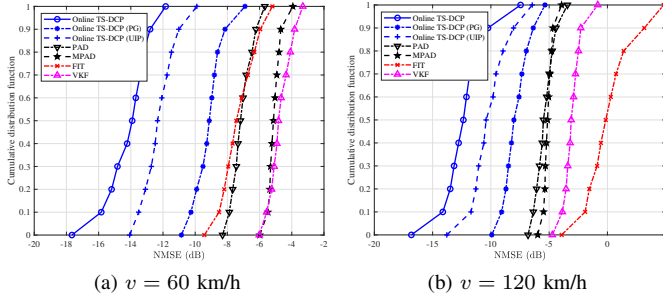 Cumulative distribution function
1
0.9
0.8
0.7
0.6
0.5
0.4
0.3
0.2
0.1
0
Online TS-DCP
Online TS-DCP (PG)
Online TS-DCP (UIP)
PAD
MPAD
FIT
VKF
-20 -18 -16 -14 -12 -10 -8 -6 -4 -2
NMSE (dB)
(a) v = 60 km/h
Cumulative distribution function
1
0.9
0.8
0.7
0.6
0.5
0.4
0.3
0.2
0.1
0
Online TS-DCP
Online TS-DCP (PG)
Online TS-DCP (UIP)
PAD
MPAD
FIT
VKF
-20 -15 -10 -5 0 5
NMSE (dB)
(b) v = 120 km/h